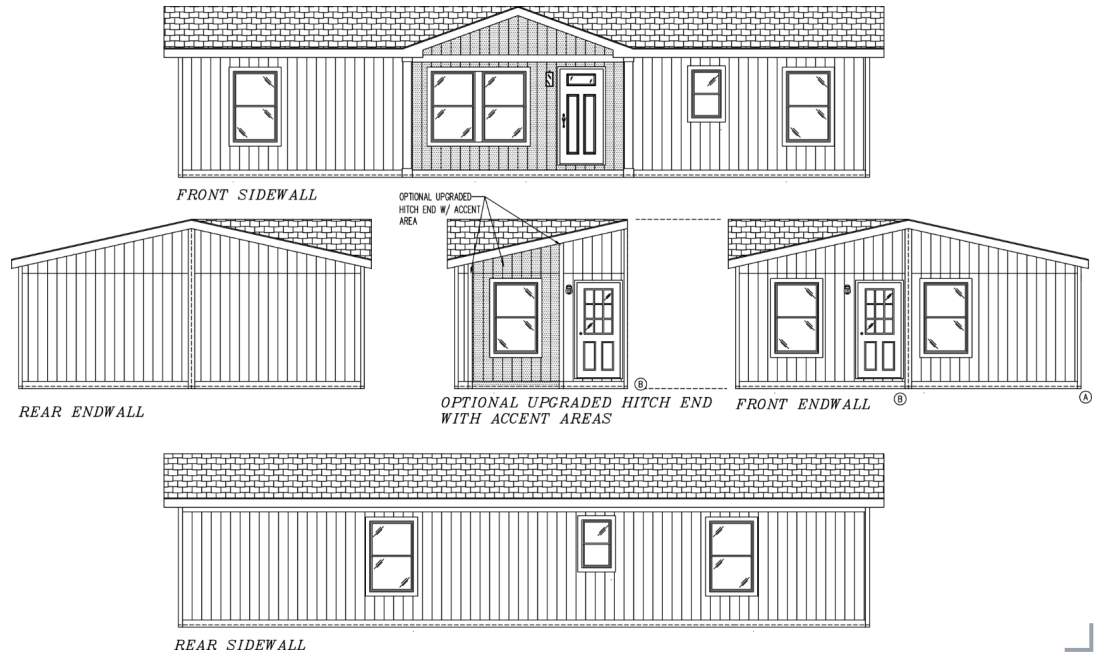 FRONT SIDEWALL
OPTIONAL UPGRADED
HITCH END W/ ACCENT
AREA
REAR ENDWALL
B
OPTIONAL UPGRADED HITCH END
WITH ACCENT AREAS
FRONT ENDWALL
B
A
REAR SIDEWALL